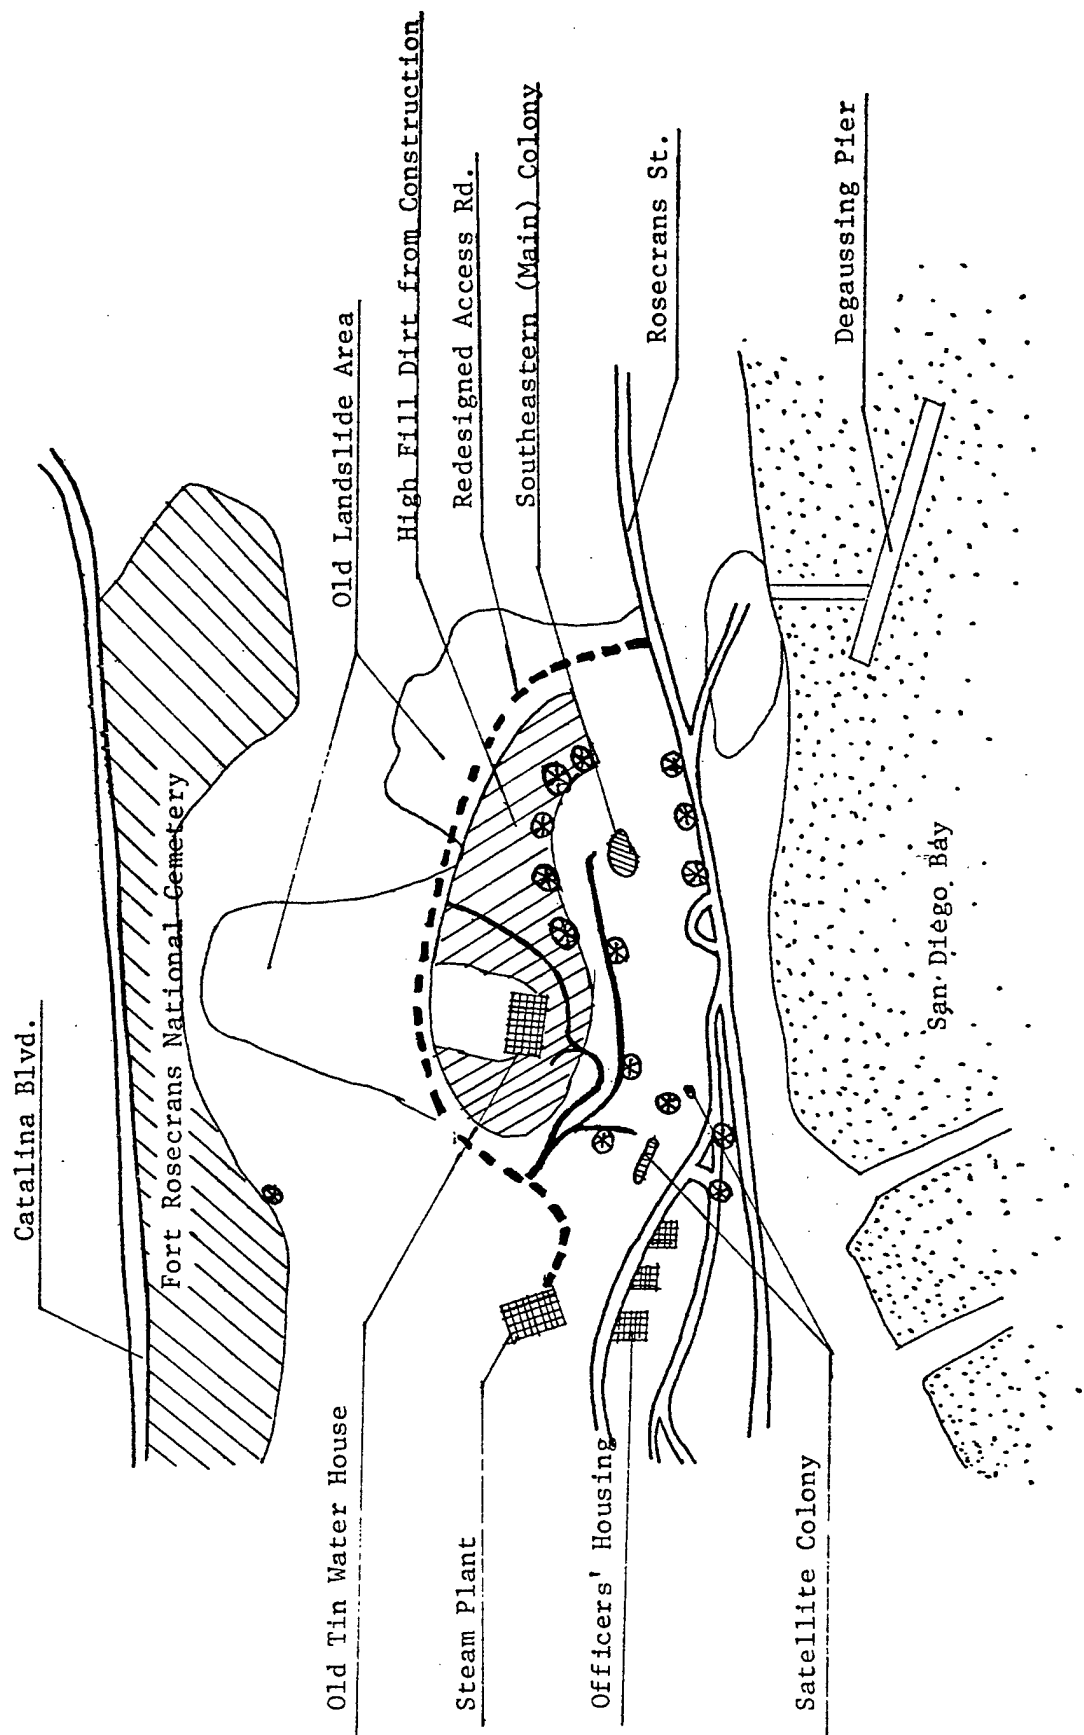 Catalina Blvd.
Fort Rosecrans National Cemetery
Old Landslide Area
High Fill Dirt from Construction
Redesigned Access Rd.
Southeastern (Main) Colony
Rosecrans St.
Degaussing Pier
Old Tin Water House
Steam Plant
Officers' Housing
Satellite Colony
San Diego Bay